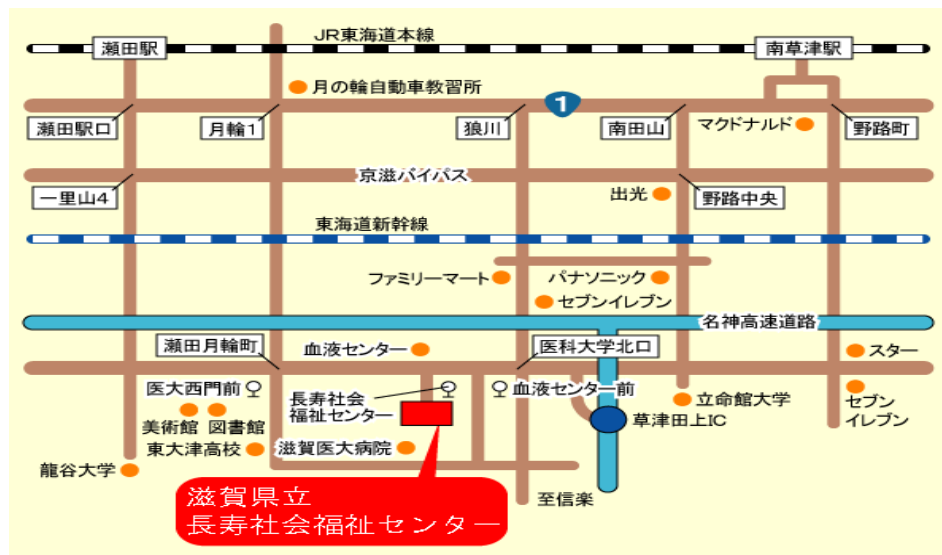 JR東海道本線
瀬田駅
南草津駅
月の輪自動車教習所
1
瀬田駅口
月輪1
狼川
南田山
マクドナルド
野路町
京滋バイパス
一里山4
出光
野路中央
東海道新幹線
ファミリーマート
パナソニック
セブンイレブン
名神高速道路
瀬田月輪町
血液センター
医科大学北口
スター
医大西門前
長寿社会
福祉センター
血液センター前
立命館大学
セブン
イレブン
美術館
図書館
草津田上IC
東大津高校
滋賀医大病院
龍谷大学
至信楽
滋賀県立
長寿社会福祉センター